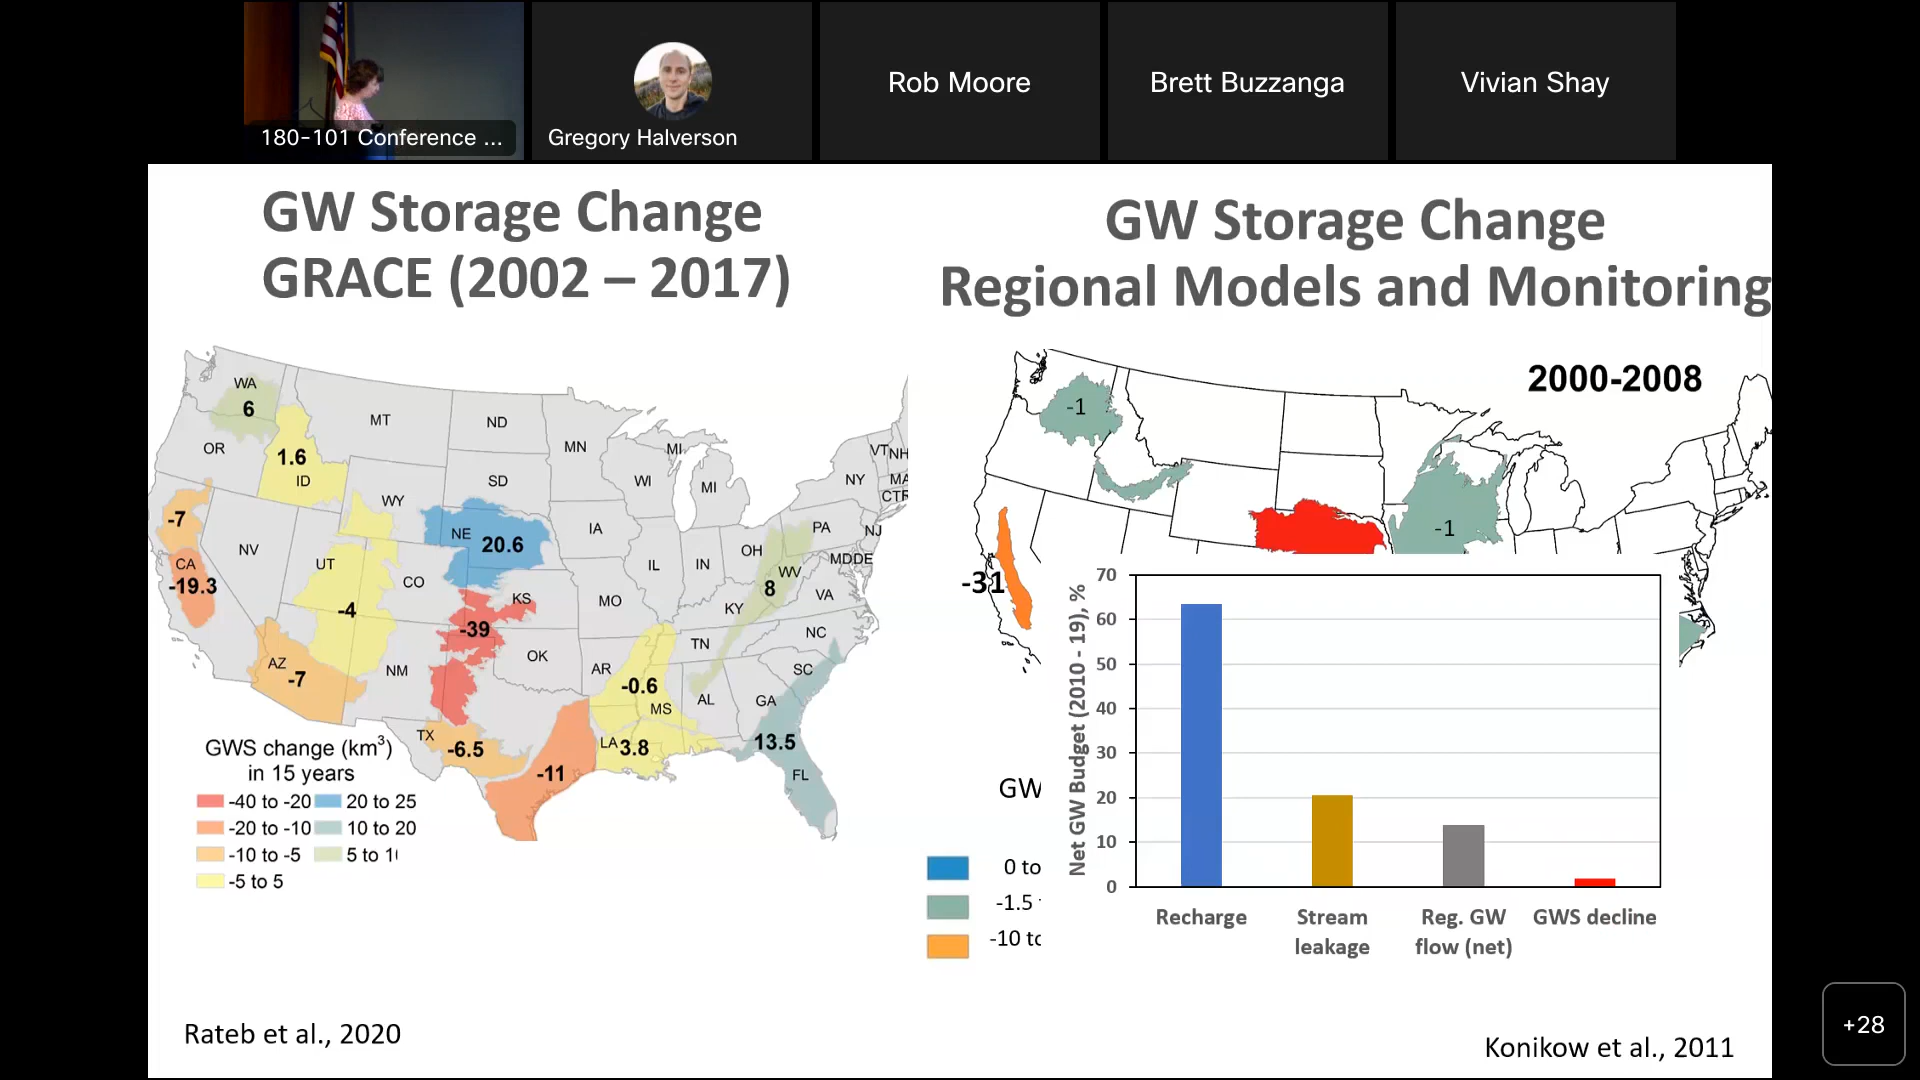 180-101 Conference ...
Gregory Halverson
Rob Moore
Brett Buzzanga
Vivian Shay
GW Storage Change
GRACE (2002 – 2017)
WA
6
OR
1.6
ID
MT
ND
SD
MN
WI
MI
MI
NY
VT
NH
MA
CTR
PA
NJ
WY
-7
NE
20.6
IA
NV
CA
-19.3
UT
CO
-4
KS
-39
IL
IN
OH
WV
MDDE
8
VA
MO
KY
AZ
-7
NM
OK
AR
TN
NC
SC
-0.6
MS
AL
GA
TX
-6.5
-11
LA
3.8
13.5
FL
GWS change (km³)
in 15 years
-40 to -20
20 to 25
-20 to -10
10 to 20
-10 to -5
5 to 1
-5 to 5
Rateb et al., 2020
GW Storage Change
Regional Models and Monitoring
2000-2008
-1
-1
-31
GW
0 to
-1.5
-10 to
Net GW Budget (2010 - 19), %
70
60
50
40
30
20
10
0
Recharge
Stream
leakage
Reg. GW
flow (net)
GWS decline
Konikow et al., 2011
+28